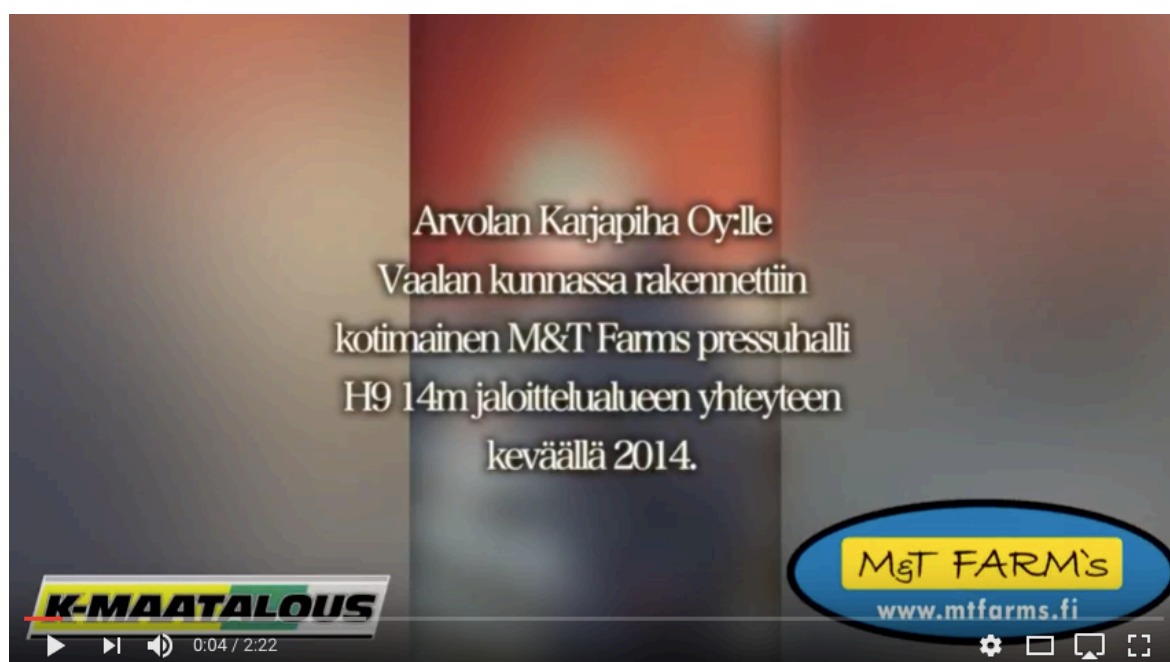 Arvolan Karjapiha Oy:lle
Vaalan kunnassa rakennettiin
kotimainen M&T Farms pressuhalli
H9 14m jaloittelualueen yhteyteen
keväällä 2014.
M&T FARM`s
www.mtfarms.fi
K-MAATALOUS
0:04 / 2:22